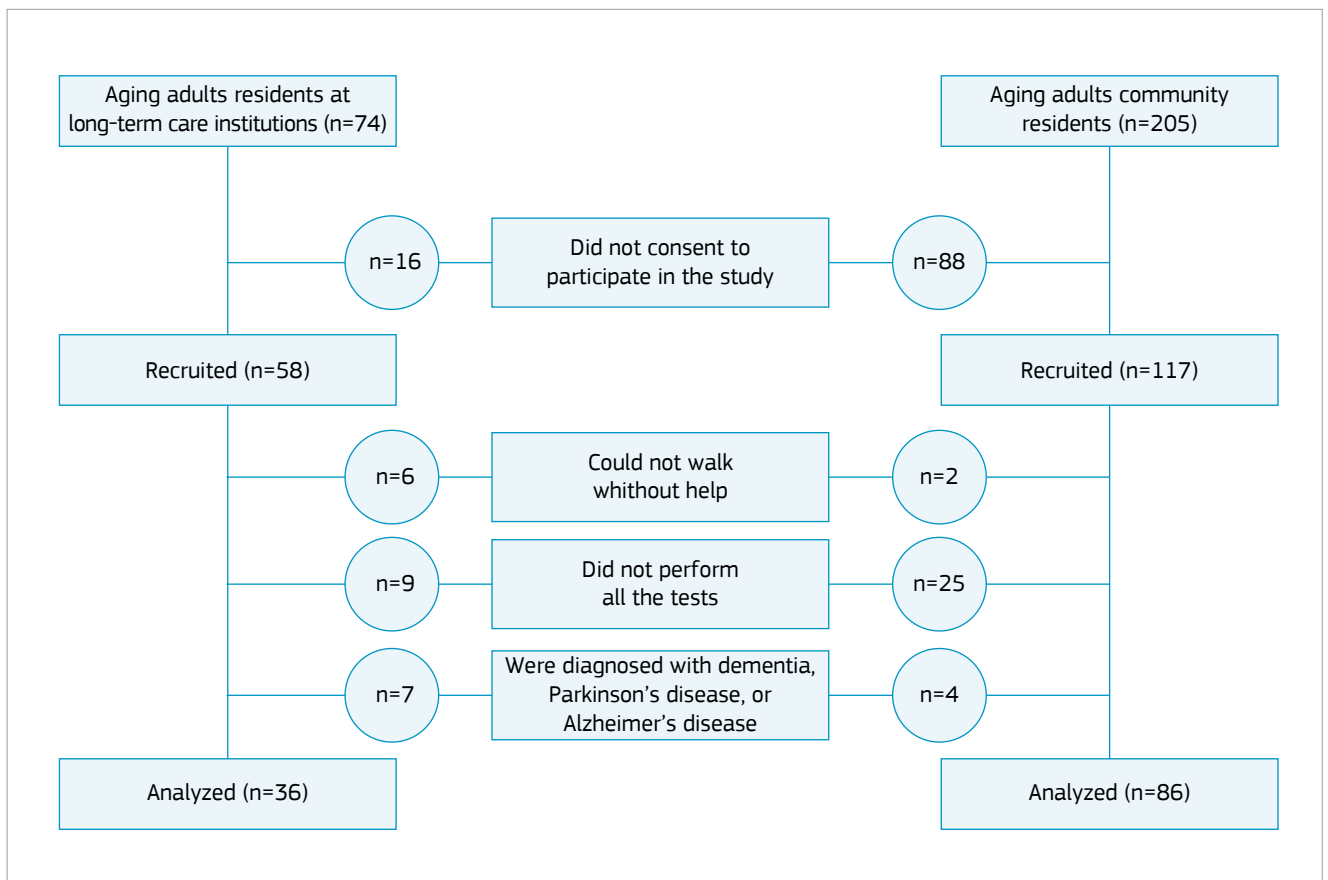 Aging adults residents at
long-term care institutions (n=74)
Aging adults community
residents (n=205)
n=16
Did not consent to
participate in the study
n=88
Recruited (n=58)
Recruited (n=117)
n=6
Could not walk
whithout help
n=2
n=9
Did not perform
all the tests
n=25
n=7
Were diagnosed with dementia,
Parkinson's disease, or
Alzheimer's disease
n=4
Analyzed (n=36)
Analyzed (n=86)